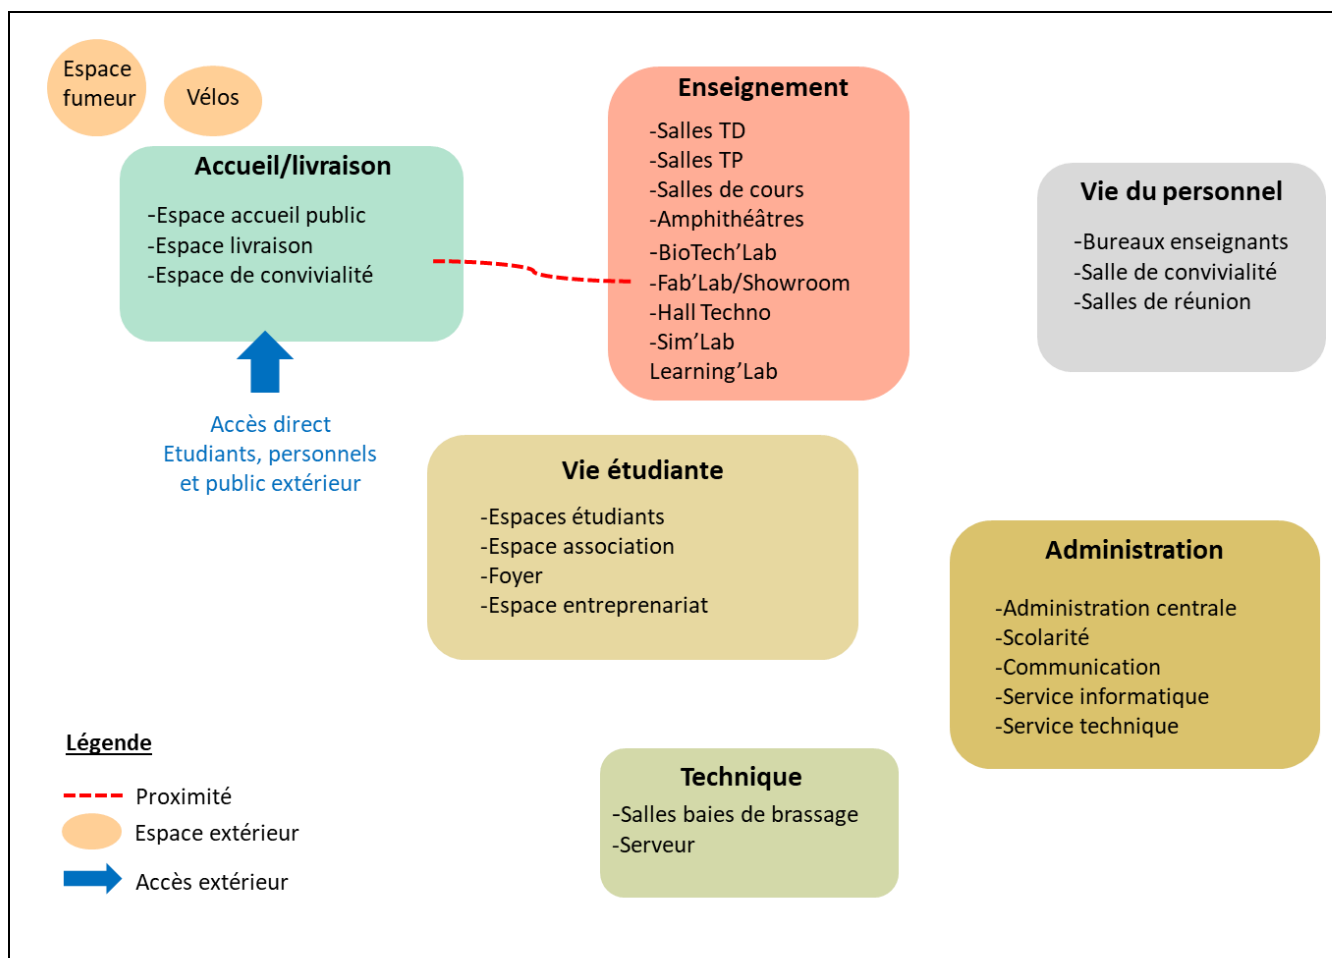 Espace
fumeur
Vélos
Accueil/livraison
-Espace accueil public
-Espace livraison
-Espace de convivialité
Accès direct
Etudiants, personnels
et public extérieur
Enseignement
-Salles TD
-Salles TP
-Salles de cours
-Amphithéâtres
-BioTech'Lab
-Fab'Lab/Showroom
-Hall Techno
-Sim'Lab
Learning'Lab
Vie du personnel
-Bureaux enseignants
-Salle de convivialité
-Salles de réunion
Vie étudiante
-Espaces étudiants
-Espace association
-Foyer
-Espace entreprenariat
Administration
-Administration centrale
-Scolarité
-Communication
-Service informatique
-Service technique
Technique
-Salles baies de brassage
-Serveur
Légende
Proximité
Espace extérieur
Accès extérieur